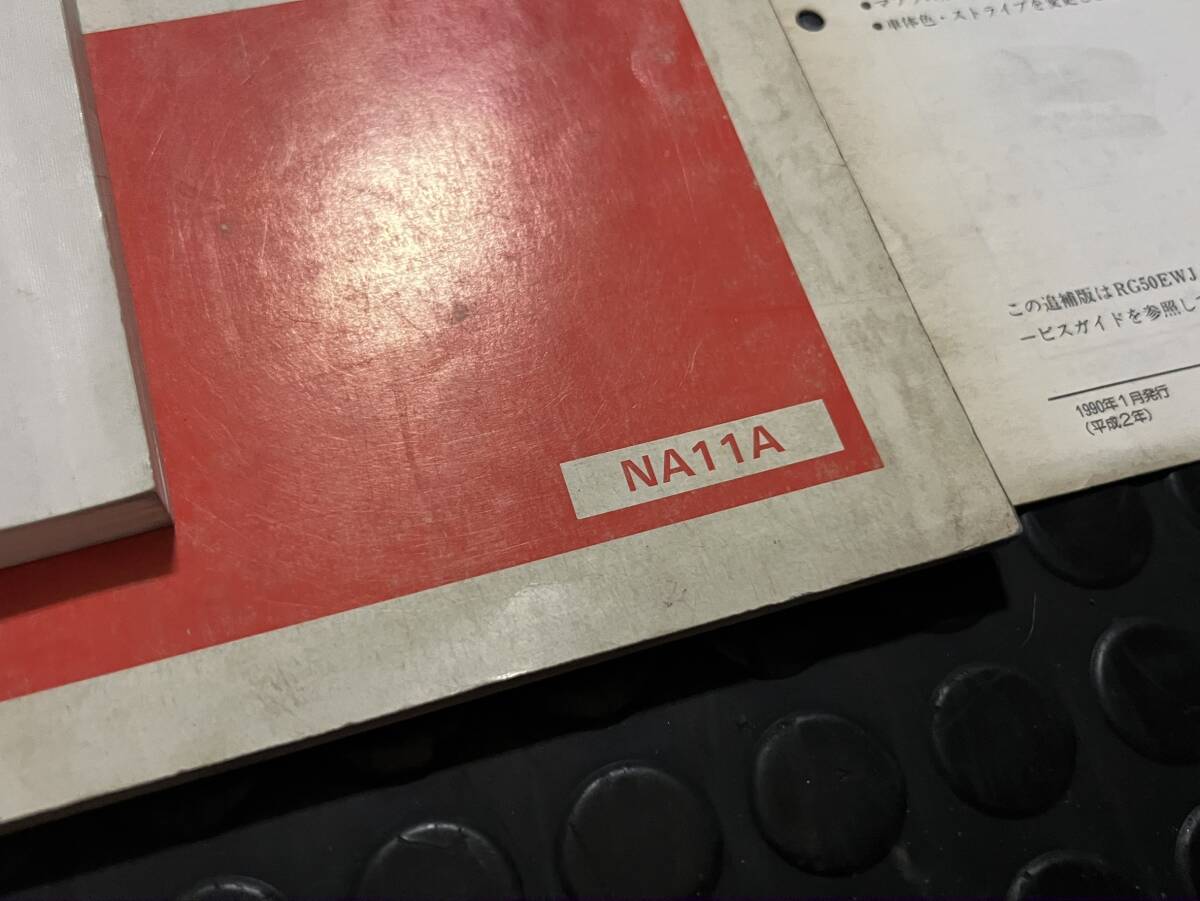 NA11A
●車体色・ストライプを変更し
この追補版はRG50EWJ
ービスガイドを参照し
1990年1月発行
(平成2年)